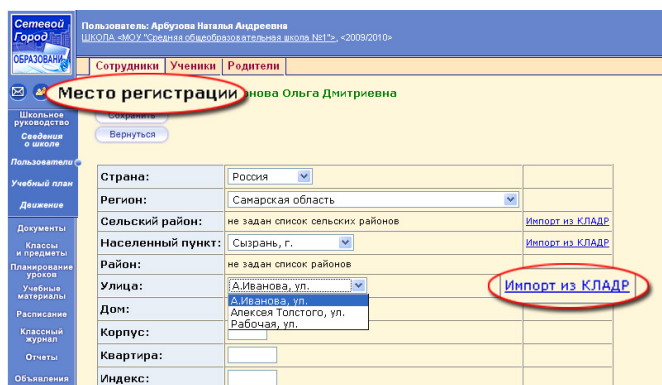 Сетевой
Город
ОБРАЗОВАНИЕ
Пользователь: Арбузова Наталья Андреевна
ШКОЛА «МОУ "Средняя общеобразовательная школа №1"», <2009/2010>
Сотрудники Ученики Родители
Место регистрации
нова Ольга Дмитриевна
Сохранить
Вернуться
Школьное
руководство
Сведения
о школе
Пользователи
Учебный план
Движение
Документы
Классы
и предметы
Планирование
уроков
Учебные
материалы
Расписание
Классный
журнал
Отчеты
Объявления
Страна: Россия
Регион: Самарская область
Сельский район: не задан список сельских районов Импорт из КЛАДР
Населенный пункт: Сызрань, г. Импорт из КЛАДР
Район: не задан список районов
Улица: А.Иванова, ул. Импорт из КЛАДР
А.Иванова, ул.
Алексея Толстого, ул.
Рабочая, ул.
Дом:
Корпус:
Квартира:
Индекс: